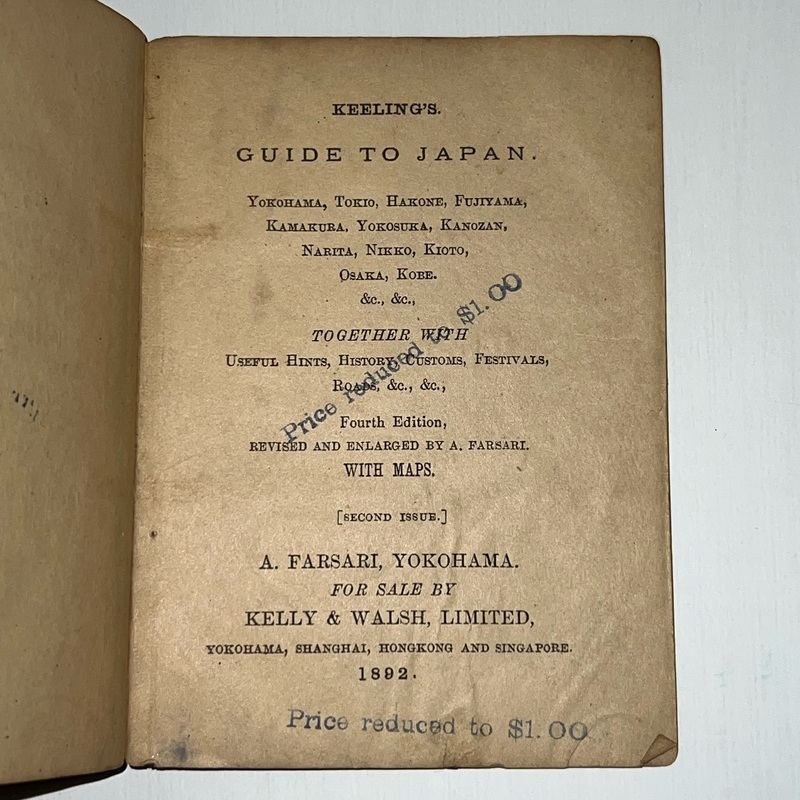 KEELING'S.
GUIDE TO JAPAN.
YOKOHAMA, TOKIO, HAKONE, FUJIYAMA,
KAMAKURA, YOKOSUKA, KANOZAN,
NARITA, NIKKO, KIOTO,
OSAKA, KOBE.
&c., &c.,
TOGETHER WITH
USEFUL HINTS, HISTORY, CUSTOMS, FESTIVALS,
ROADS, &c., &c.,
Price reduced to $1.00
Fourth Edition,
REVISED AND ENLARGED BY A. FARSARI.
WITH MAPS.
[SECOND ISSUE.]
A. FARSARI, YOKOHAMA.
FOR SALE BY
KELLY & WALSH, LIMITED,
YOKOHAMA, SHANGHAI, HONGKONG AND SINGAPORE.
1892.
Price reduced to $1.00